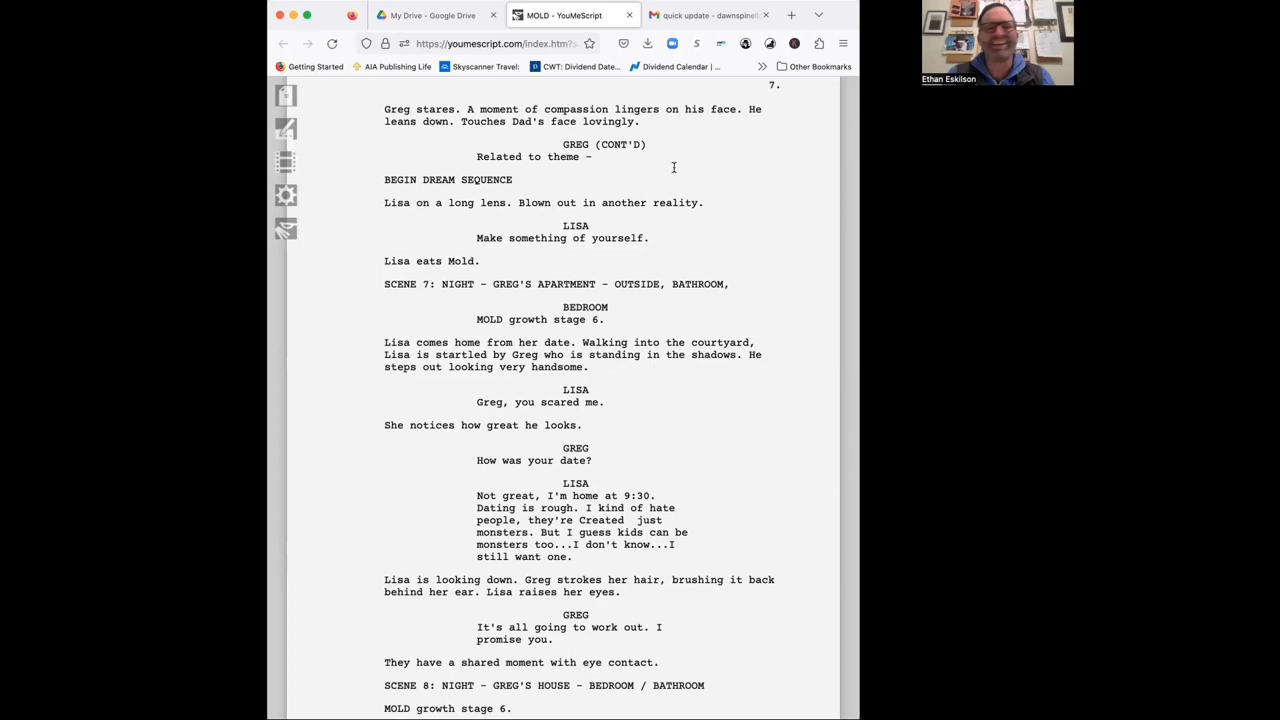 My Drive - Google Drive
MOLD - YouMeScript
quick update - dawnspinell
https://youmescript.com/index.htm?s
Getting Started
AIA Publishing Life
Skyscanner Travel:
CWT: Dividend Date...
Dividend Calendar | ...
Other Bookmarks
Ethan Eskilson
7.
Greg stares. A moment of compassion lingers on his face. He
leans down. Touches Dad's face lovingly.
GREG (CONT'D)
Related to theme -
BEGIN DREAM SEQUENCE
Lisa on a long lens. Blown out in another reality.
LISA
Make something of yourself.
Lisa eats Mold.
SCENE 7: NIGHT - GREG'S APARTMENT - OUTSIDE, BATHROOM,
BEDROOM
MOLD growth stage 6.
Lisa comes home from her date. Walking into the courtyard,
Lisa is startled by Greg who is standing in the shadows. He
steps out looking very handsome.
LISA
Greg, you scared me.
She notices how great he looks.
GREG
How was your date?
LISA
Not great, I'm home at 9:30.
Dating is rough. I kind of hate
people, they're Created  just
monsters. But I guess kids can be
monsters too...I don't know...I
still want one.
Lisa is looking down. Greg strokes her hair, brushing it back
behind her ear. Lisa raises her eyes.
GREG
It's all going to work out. I
promise you.
They have a shared moment with eye contact.
SCENE 8: NIGHT - GREG'S HOUSE - BEDROOM / BATHROOM
MOLD growth stage 6.